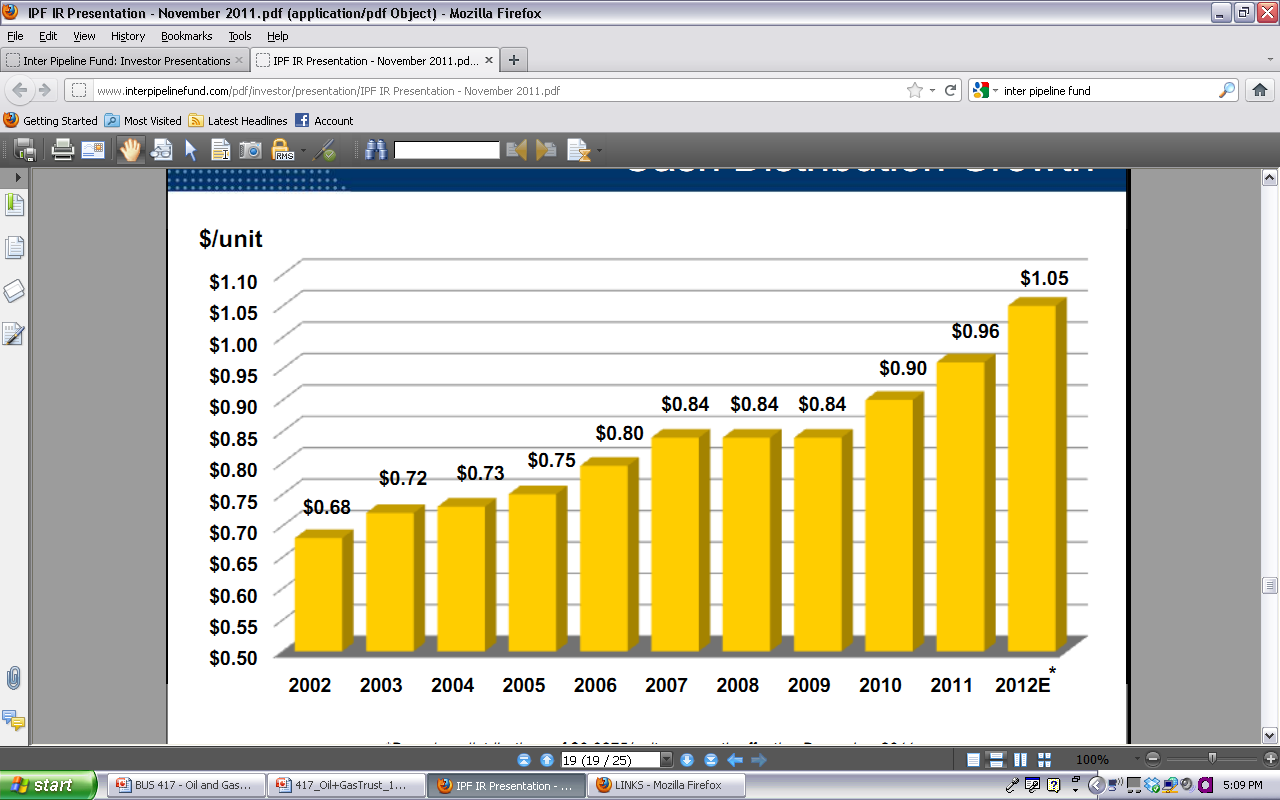 IPF IR Presentation - November 2011.pdf (application/pdf Object) - Mozilla Firefox
File Edit View History Bookmarks Tools Help
Inter Pipeline Fund: Investor Presentations IPF IR Presentation - November 2011.pd...
www.interpipelinefund.com/pdf/investor/presentation/IPF IR Presentation - November 2011.pdf inter pipeline fund
Getting Started Most Visited Latest Headlines Account
RMS
Cash Distribution Growth
$/unit
$1.10
$1.05
$1.00
$0.95
$0.90
$0.85
$0.80
$0.75
$0.70
$0.65
$0.60
$0.55
$0.50
$0.68 $0.72 $0.73 $0.75 $0.80 $0.84 $0.84 $0.84 $0.90 $0.96 $1.05
2002 2003 2004 2005 2006 2007 2008 2009 2010 2011 2012E*
19 (19 / 25) 100%
start BUS 417 - Oil and Gas... 417_Oil+GasTrust_1... IPF IR Presentation - ... LINKS - Mozilla Firefox 5:09 PM